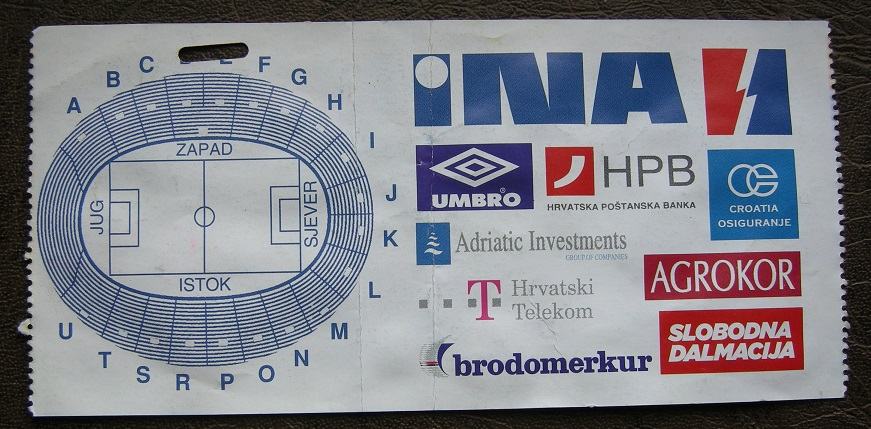 A
B
C
F
G
H
I
J
K
L
M
N
O
P
R
S
T
U
ZAPAD
JUG
SJEVER
ISTOK
INA
UMBRO®
HPB
HRVATSKA POŠTANSKA BANKA
CROATIA
OSIGURANJE
Adriatic Investments
GROUP OF COMPANIES
AGROKOR
T Hrvatski
Telekom
SLOBODNA
DALMACIJA
brodomerkur